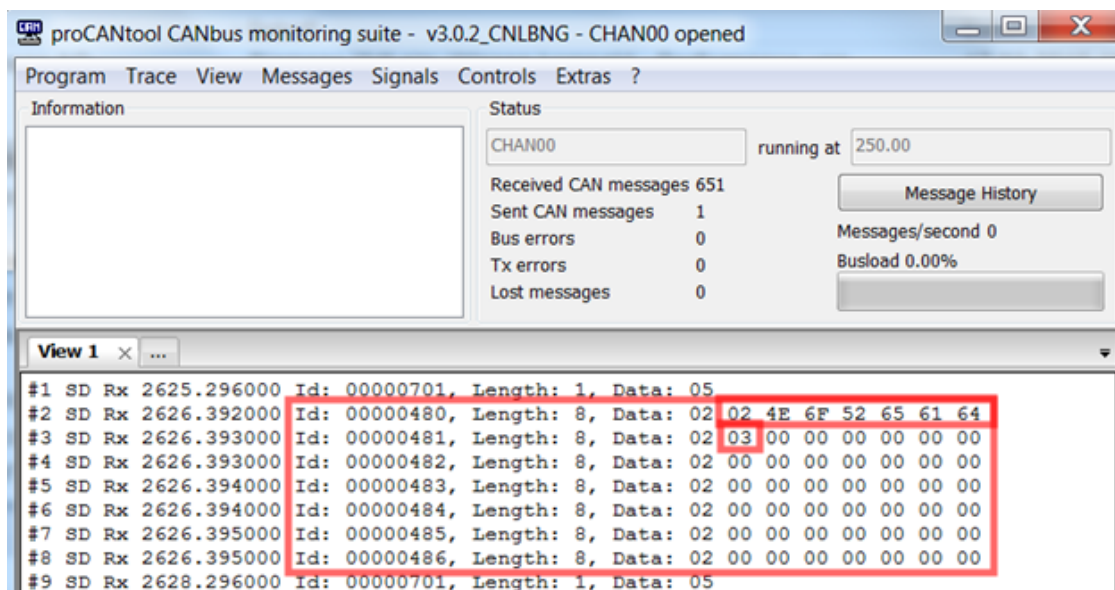 CAN proCANtool CANbus monitoring suite - v3.0.2_CNLBNG - CHAN00 opened
Program Trace View Messages Signals Controls Extras ?
Information
Status
CHAN00 running at 250.00
Received CAN messages 651
Sent CAN messages 1
Bus errors 0
Tx errors 0
Lost messages 0
Message History
Messages/second 0
Busload 0.00%
View 1 ...
#1 SD Rx 2625.296000 Id: 00000701, Length: 1, Data: 05
#2 SD Rx 2626.392000 Id: 00000480, Length: 8, Data: 02 02 4E 6F 52 65 61 64
#3 SD Rx 2626.393000 Id: 00000481, Length: 8, Data: 02 03 00 00 00 00 00 00
#4 SD Rx 2626.393000 Id: 00000482, Length: 8, Data: 02 00 00 00 00 00 00 00
#5 SD Rx 2626.394000 Id: 00000483, Length: 8, Data: 02 00 00 00 00 00 00 00
#6 SD Rx 2626.394000 Id: 00000484, Length: 8, Data: 02 00 00 00 00 00 00 00
#7 SD Rx 2626.395000 Id: 00000485, Length: 8, Data: 02 00 00 00 00 00 00 00
#8 SD Rx 2626.395000 Id: 00000486, Length: 8, Data: 02 00 00 00 00 00 00 00
#9 SD Rx 2628.296000 Id: 00000701, Length: 1, Data: 05